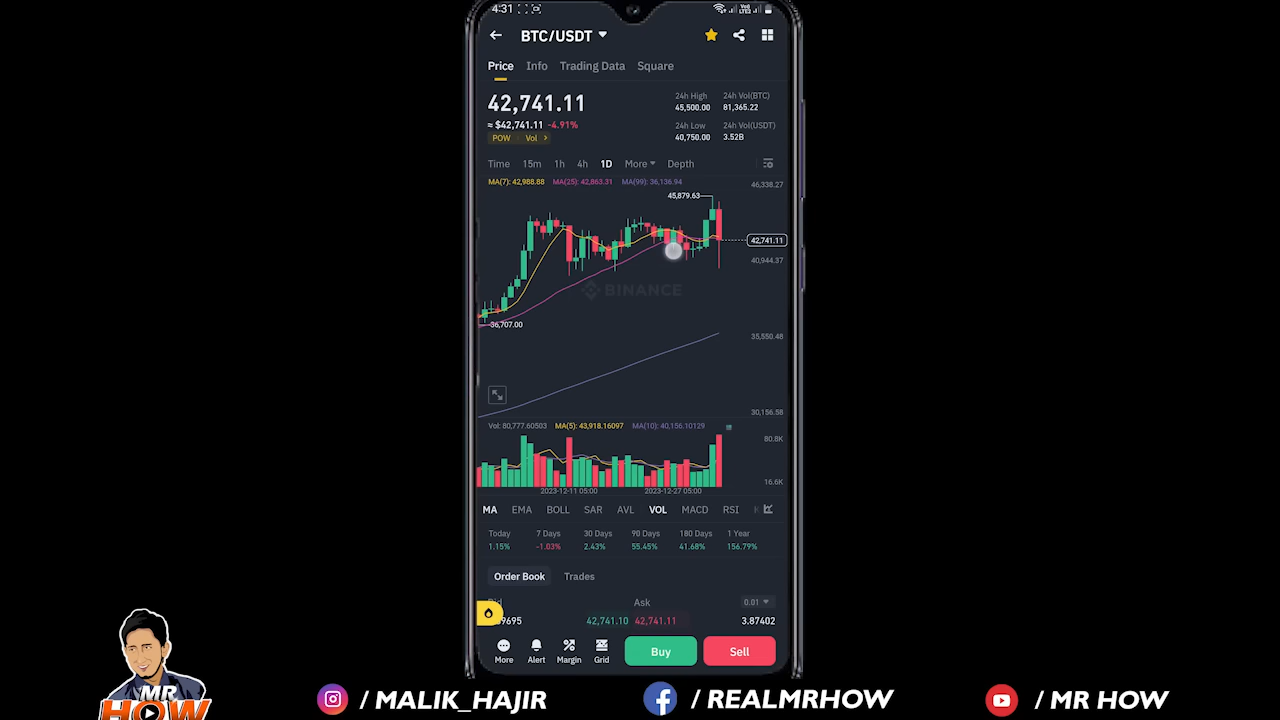 4:31
BTC/USDT
Price Info Trading Data Square
42,741.11
≈ $42,741.11 -4.91%
POW Vol >
24h High 24h Vol(BTC)
45,500.00 81,365.22
24h Low 24h Vol(USDT)
40,750.00 3.52B
Time 15m 1h 4h 1D More Depth
MA(7): 42,988.88 MA(25): 42,863.31 MA(99): 36,136.94
46,338.27
45,879.63
42,741.11
40,944.37
BINANCE
36,707.00
35,550.48
30,156.58
Vol: 80,777.60503 MA(5): 43,918.16097 MA(10): 40,156.10129
80.8K
16.6K
2023-12-11 05:00 2023-12-27 05:00
MA EMA BOLL SAR AVL VOL MACD RSI
Today 7 Days 30 Days 90 Days 180 Days 1 Year
1.15% -1.03% 2.43% 55.45% 41.68% 156.79%
Order Book Trades
Ask 0.01
9695 42,741.10 42,741.11 3.87402
More Alert Margin Grid Buy Sell
MR
HOW
/ MALIK_HAJIR / REALMRHOW / MR HOW